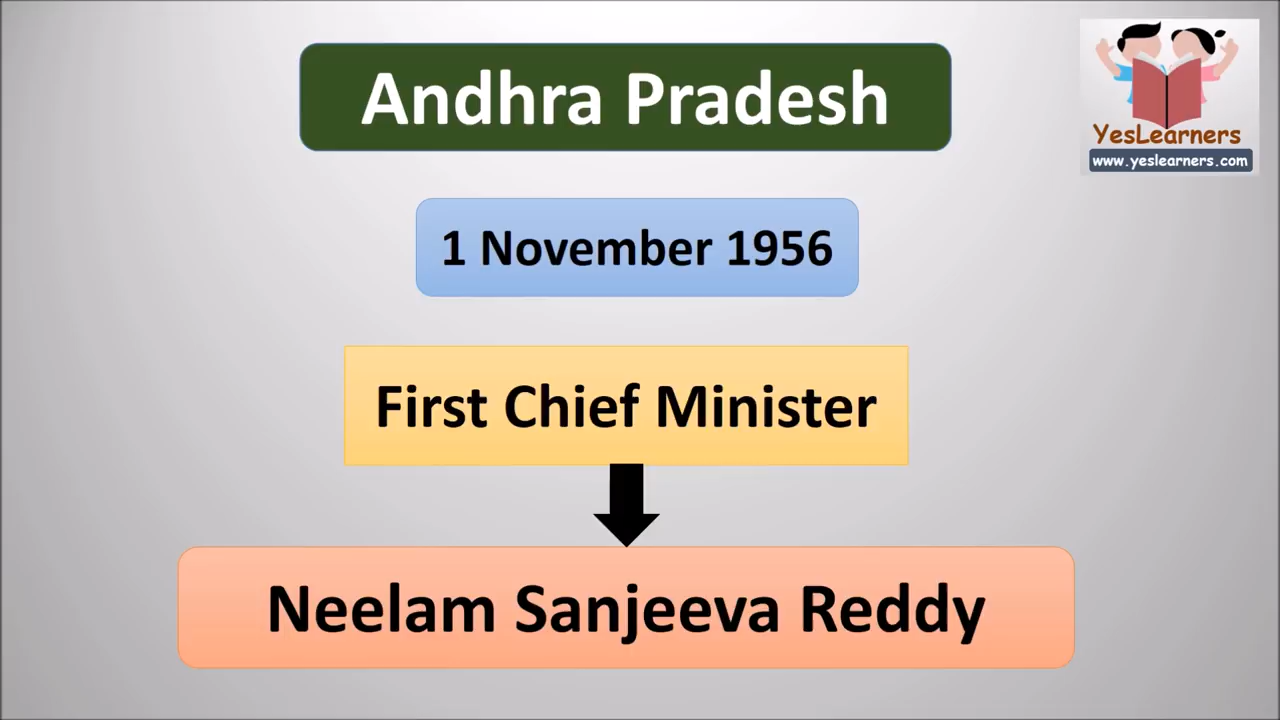 Andhra Pradesh
YesLearners
www.yeslearners.com
1 November 1956
First Chief Minister
Neelam Sanjeeva Reddy